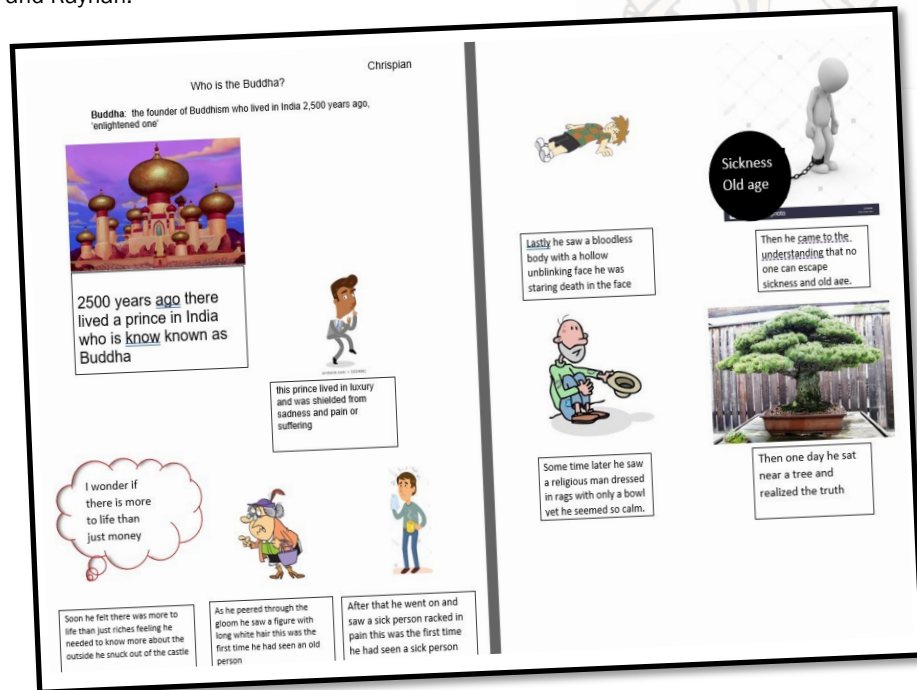 and Rayhan.
Chrispian
Who is the Buddha?
Buddha: the founder of Buddhism who lived in India 2,500 years ago,
'enlightened one'
2500 years ago there
lived a prince in India
who is know known as
Buddha
this prince lived in luxury
and was shielded from
sadness and pain or
suffering
I wonder if
there is more
to life than
just money
Soon he felt there was more to
life than just riches feeling he
needed to know more about the
outside he snuck out of the castle
As he peered through the
gloom he saw a figure with
long white hair this was the
first time he had seen an old
person
After that he went on and
saw a sick person racked in
pain this was the first time
he had seen a sick person
Sickness
Old age
Lastly he saw a bloodless
body with a hollow
unblinking face he was
staring death in the face
Then he came to the
understanding that no
one can escape
sickness and old age.
Some time later he saw
a religious man dressed
in rags with only a bowl
yet he seemed so calm.
Then one day he sat
near a tree and
realized the truth